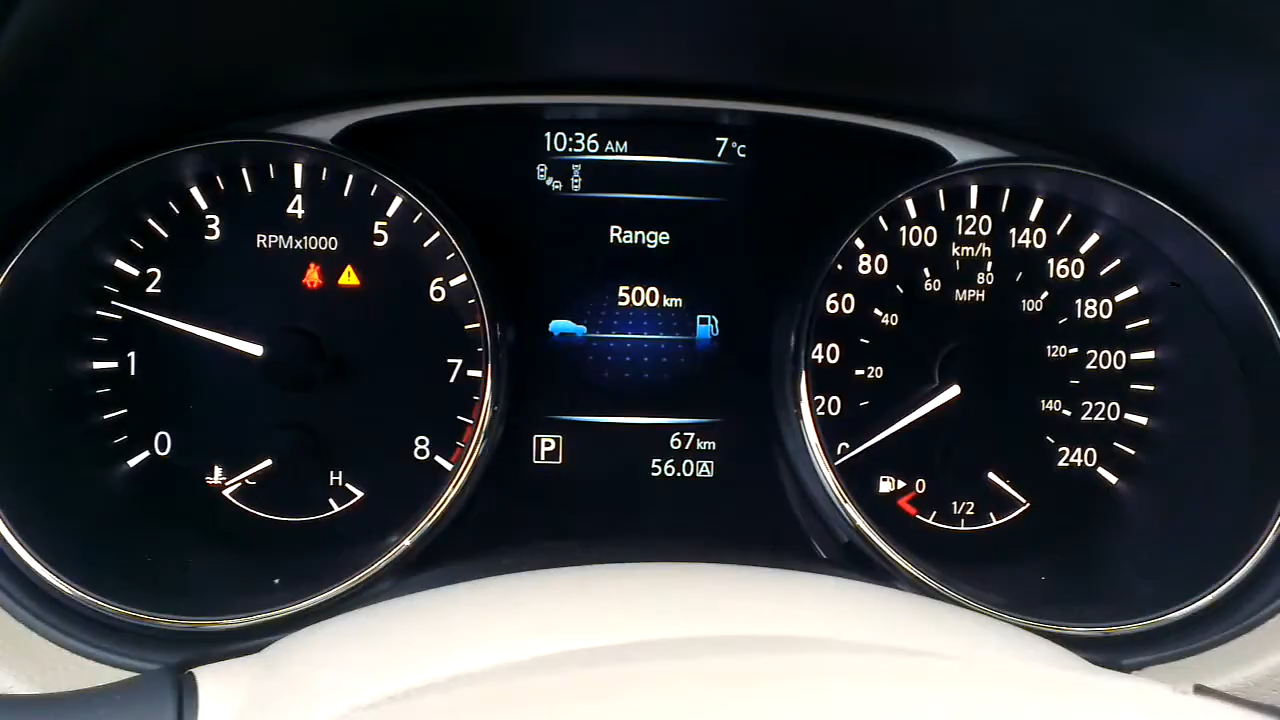 10:36 AM 7°C
Range
500 km
P 67 km
56.0 A
0 1 2 3 4 5 6 7 8
RPMx1000
H
C
0 20 40 60 80 100 120 140 160 180 200 220 240
km/h
20 40 60 80 100 120 140
MPH
0 1/2